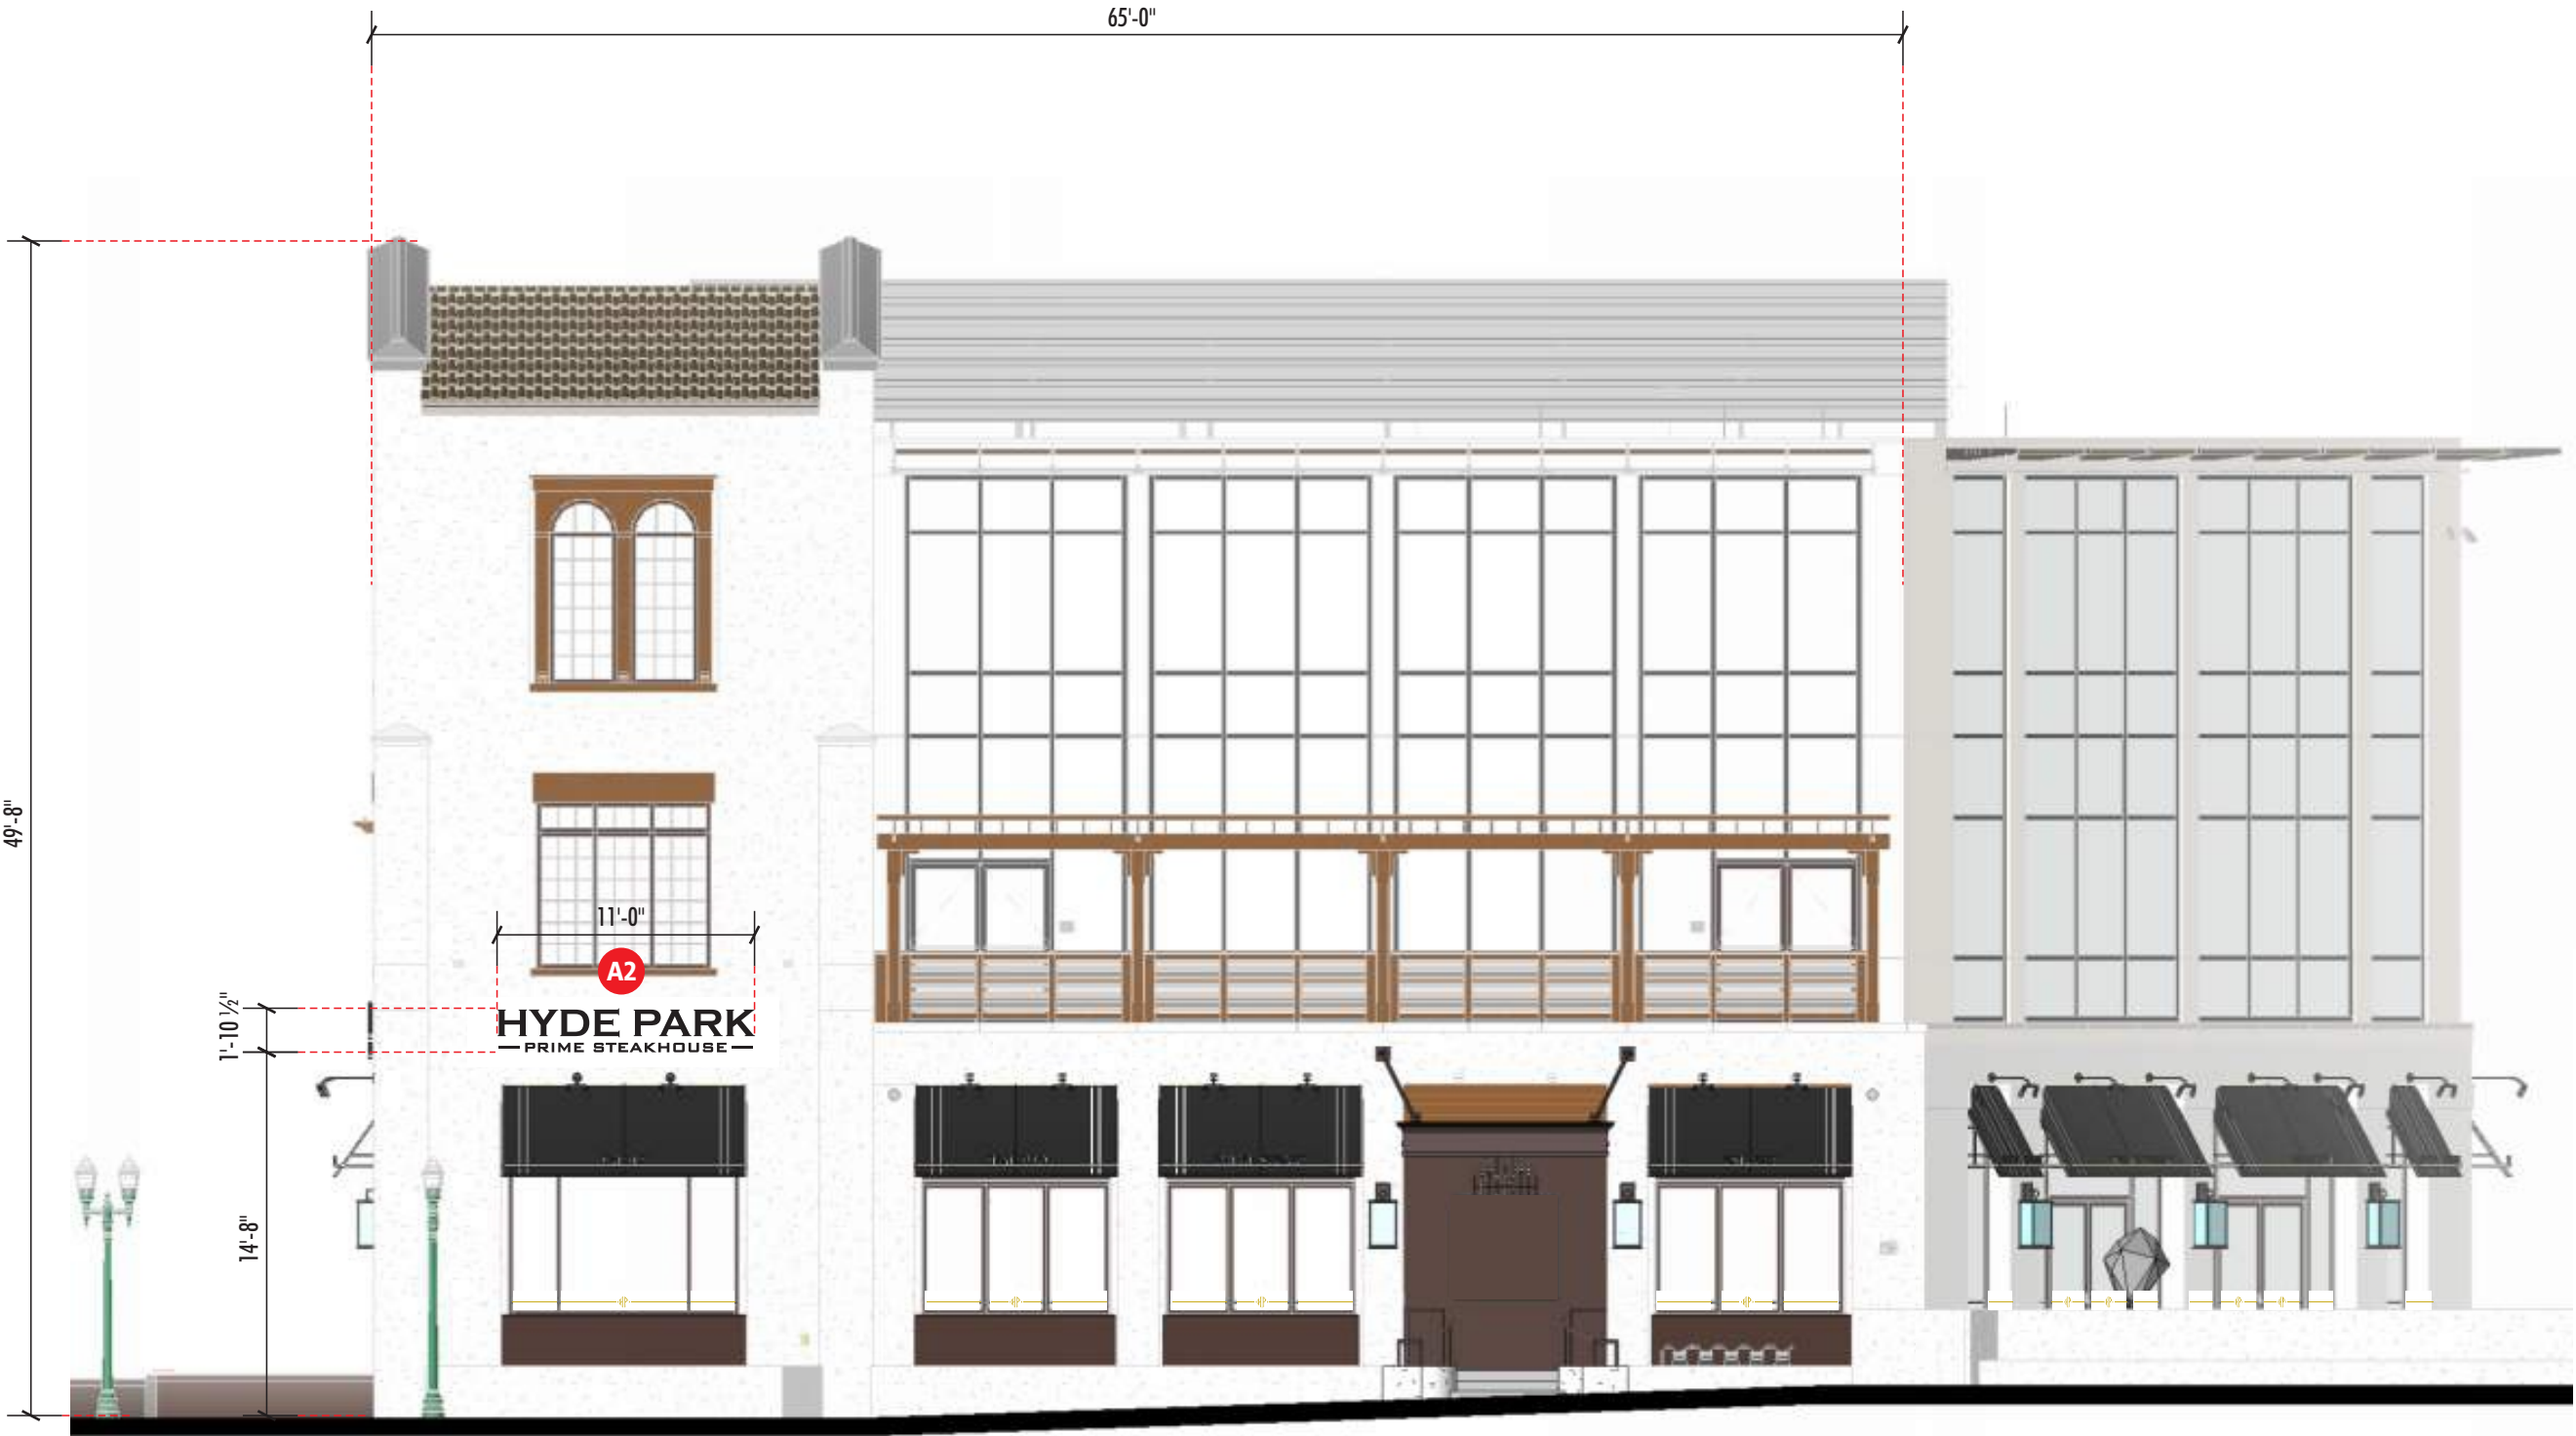 65'-0"
49'-8"
11'-0"
A2
1'-10 ½"
HYDE PARK
PRIME STEAKHOUSE
14'-8"